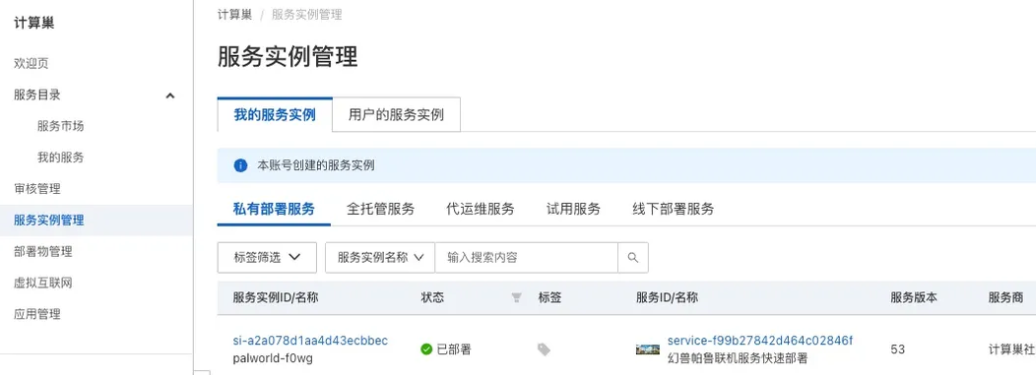 计算巢
欢迎页
服务目录
服务市场
我的服务
审核管理
服务实例管理
部署物管理
虚拟互联网
应用管理
计算巢 / 服务实例管理
服务实例管理
我的服务实例 用户的服务实例
本账号创建的服务实例
私有部署服务 全托管服务 代运维服务 试用服务 线下部署服务
标签筛选 服务实例名称 输入搜索内容
服务实例ID/名称 状态 标签 服务ID/名称 服务版本 服务商
si-a2a078d1aa4d43ecbbec 已部署 service-f99b27842d464c02846f 53 计算巢社
palworld-f0wg 幻兽帕鲁联机服务快速部署